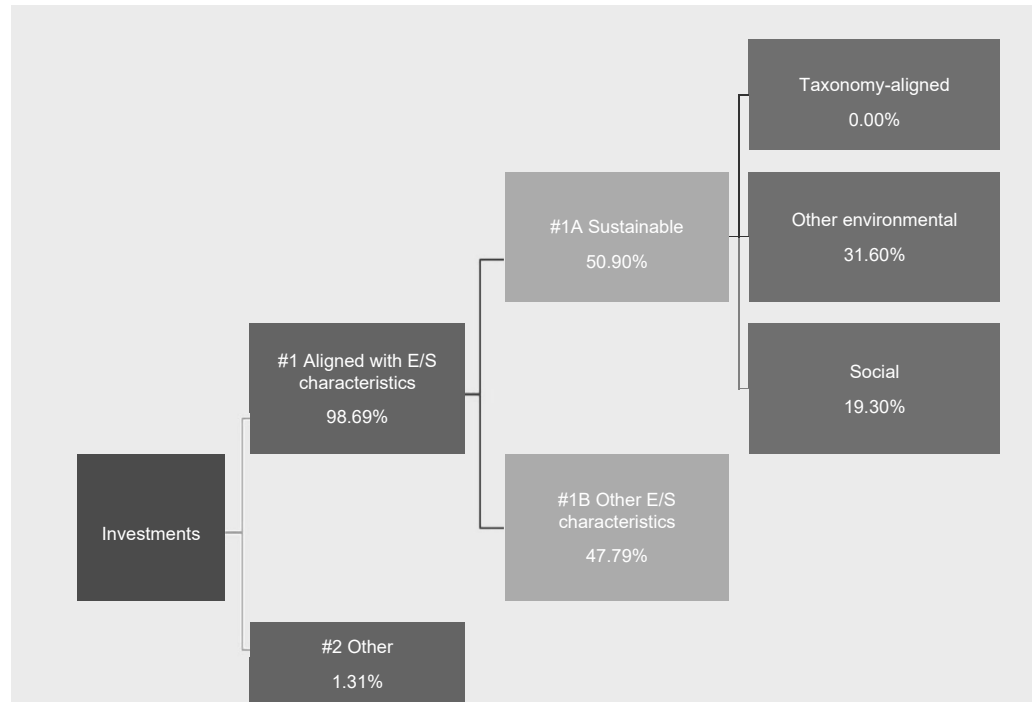 Taxonomy-aligned
0.00%
#1A Sustainable
50.90%
Other environmental
31.60%
#1 Aligned with E/S
characteristics
98.69%
Social
19.30%
Investments
#1B Other E/S
characteristics
47.79%
#2 Other
1.31%